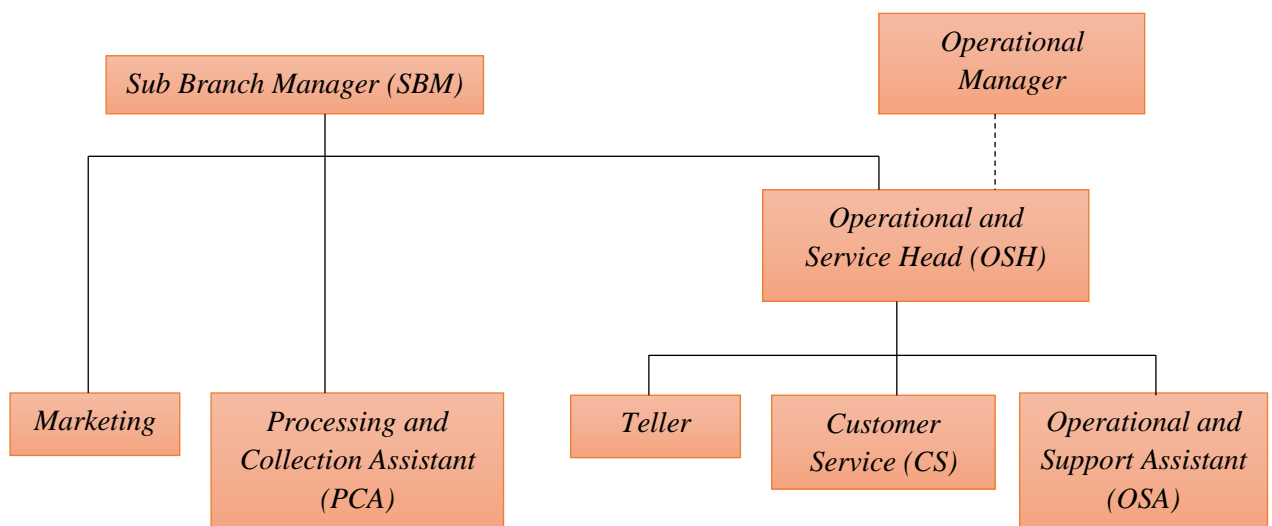 Sub Branch Manager (SBM)
Operational
Manager
Operational and
Service Head (OSH)
Marketing
Processing and
Collection Assistant
(PCA)
Teller
Customer
Service (CS)
Operational and
Support Assistant
(OSA)